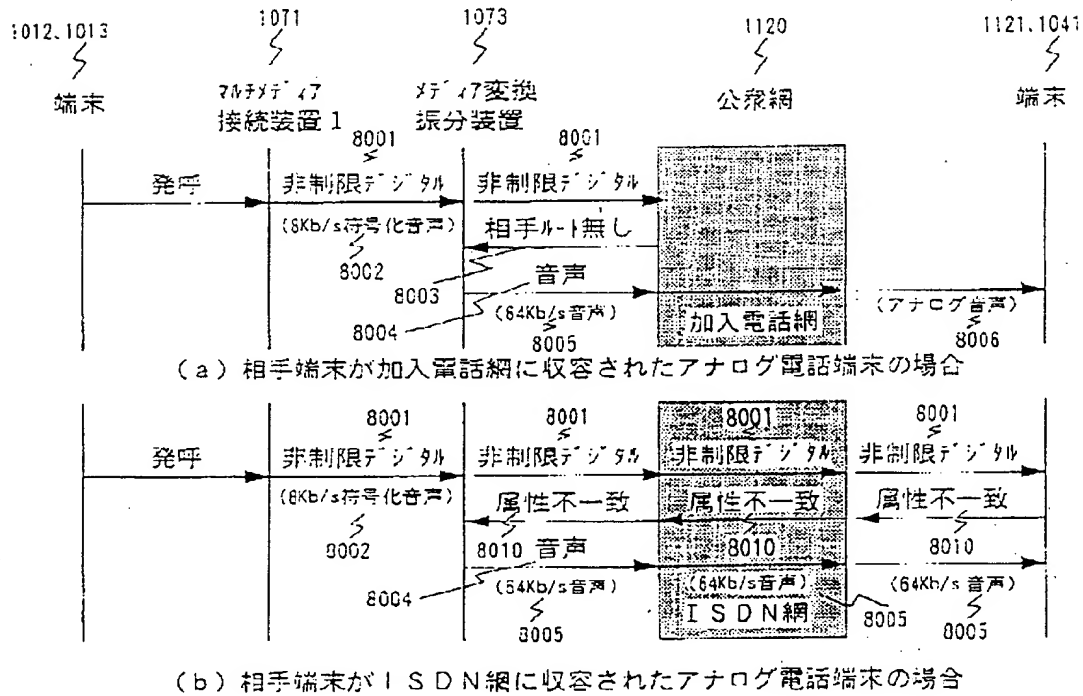 1012、1013 1071 1073 1120 1121、1041
端末 マルチメディア メディア変換 公衆網 端末
接続装置1 振分装置
8001 8001
発呼 非制限デジタル 非制限デジタル
(8Kb/s符号化音声) 相手ルート無し
8002
8003 音声
8004 (64Kb/s音声) 加入電話網 (アナログ音声)
8005 8006
(a)相手端末が加入電話網に収容されたアナログ電話端末の場合
8001 8001 8001 8001
発呼 非制限デジタル 非制限デジタル 非制限デジタル 非制限デジタル
(8Kb/s符号化音声) 属性不一致 属性不一致 属性不一致
8002 8010 音声 8010 8010
8004 (64Kb/s音声) (64Kb/s音声) (64Kb/s音声)
8005 ISDN網 8005 8005
(b)相手端末がISDN網に収容されたアナログ電話端末の場合